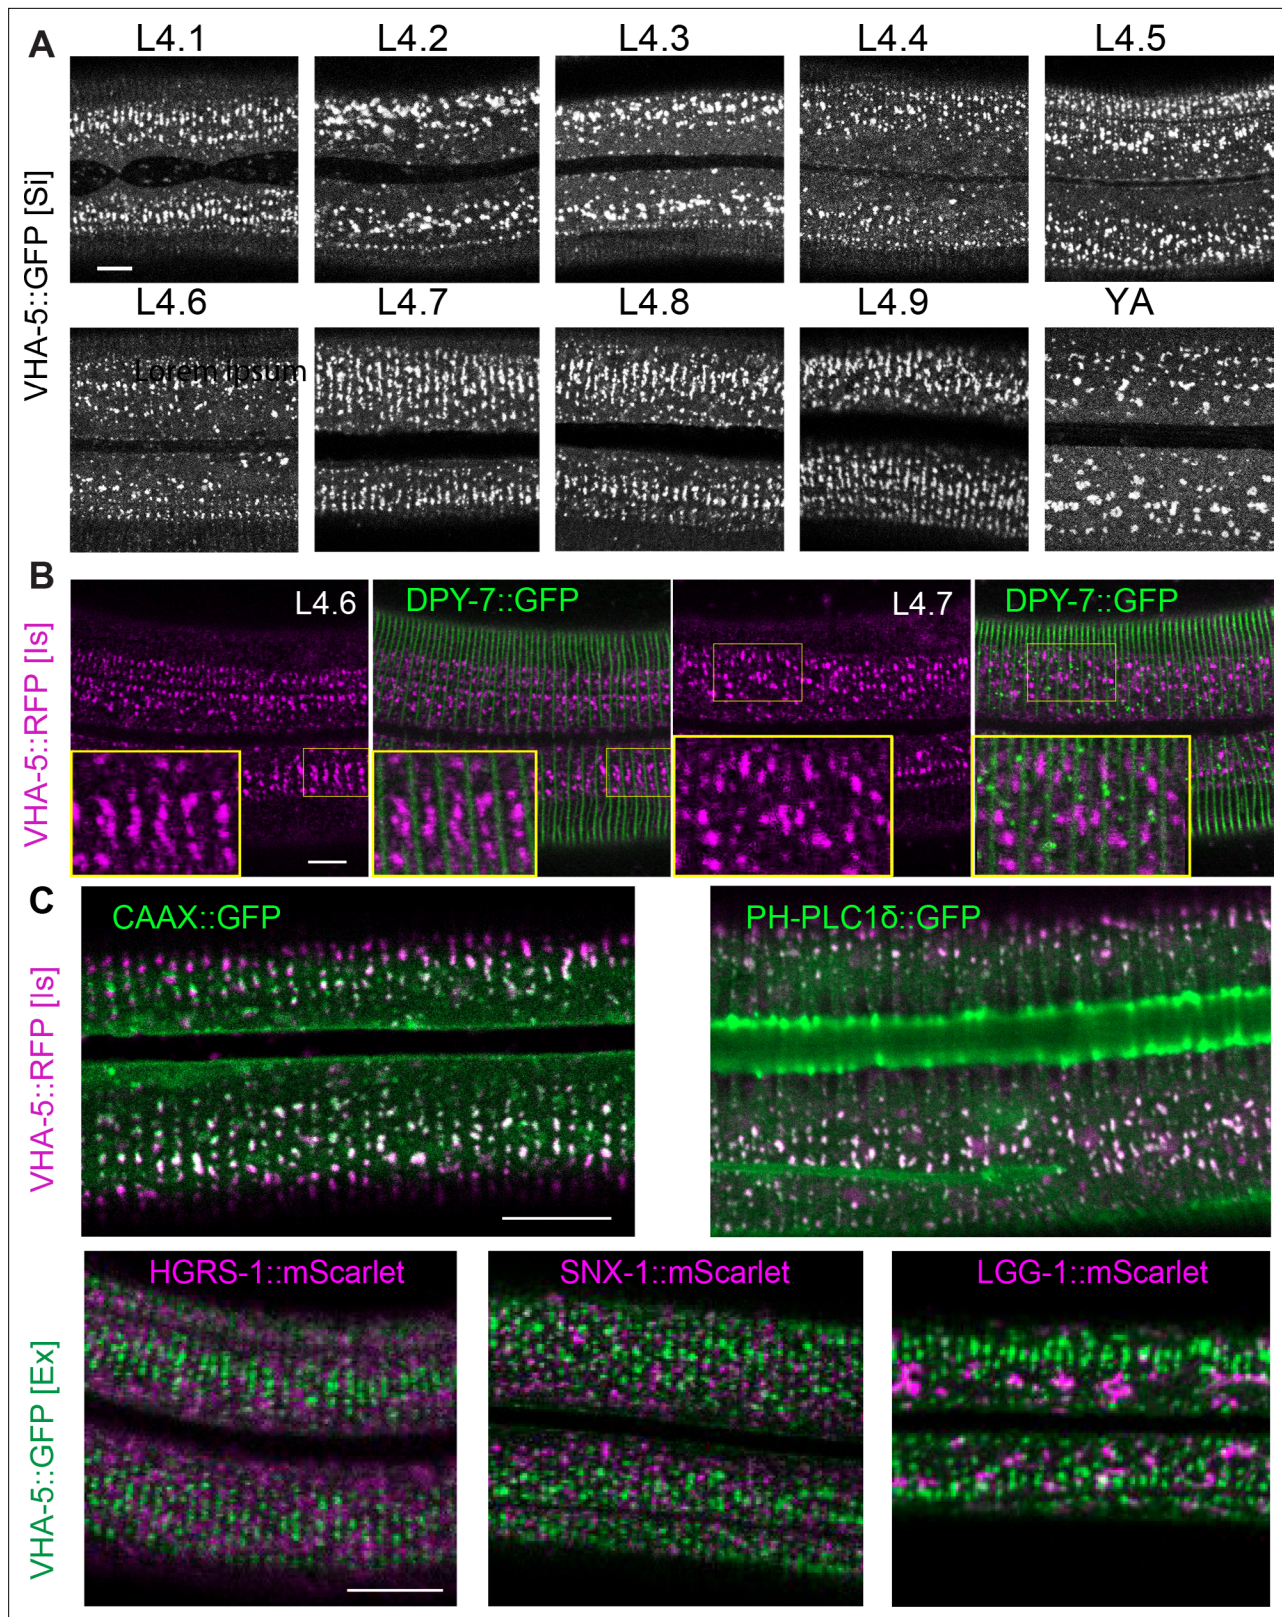 A
L4.1
L4.2
L4.3
L4.4
L4.5
VHA-5::GFP [Si]
L4.6
L4.7
L4.8
L4.9
YA
Lorem ipsum
B
VHA-5::RFP [Is]
L4.6
DPY-7::GFP
L4.7
DPY-7::GFP
C
VHA-5::RFP [Is]
CAAX::GFP
PH-PLC1δ::GFP
VHA-5::GFP [Ex]
HGRS-1::mScarlet
SNX-1::mScarlet
LGG-1::mScarlet